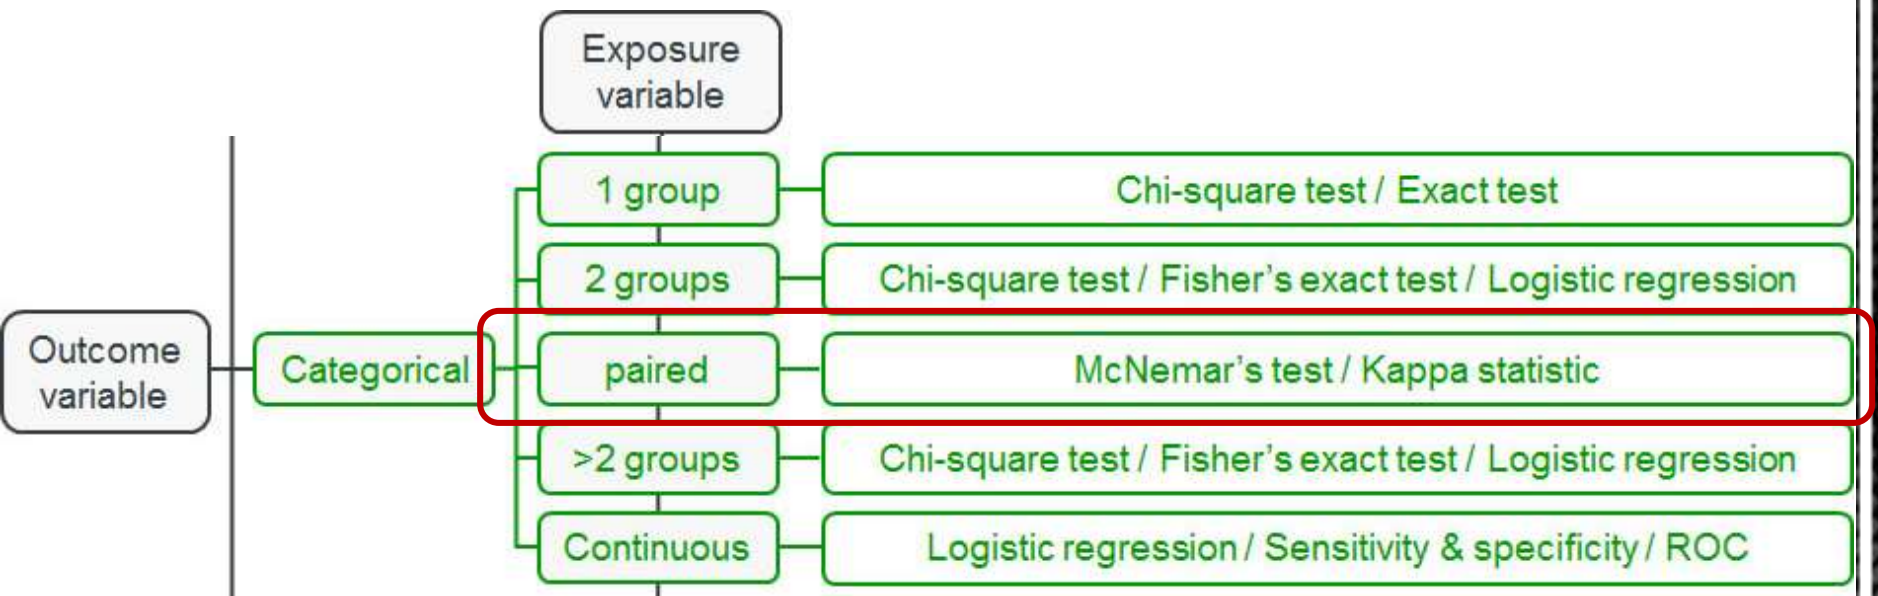 Exposure
variable
1 group
Chi-square test / Exact test
2 groups
Chi-square test / Fisher’s exact test / Logistic regression
Outcome
variable
Categorical
paired
McNemar’s test / Kappa statistic
>2 groups
Chi-square test / Fisher’s exact test / Logistic regression
Continuous
Logistic regression / Sensitivity & specificity / ROC